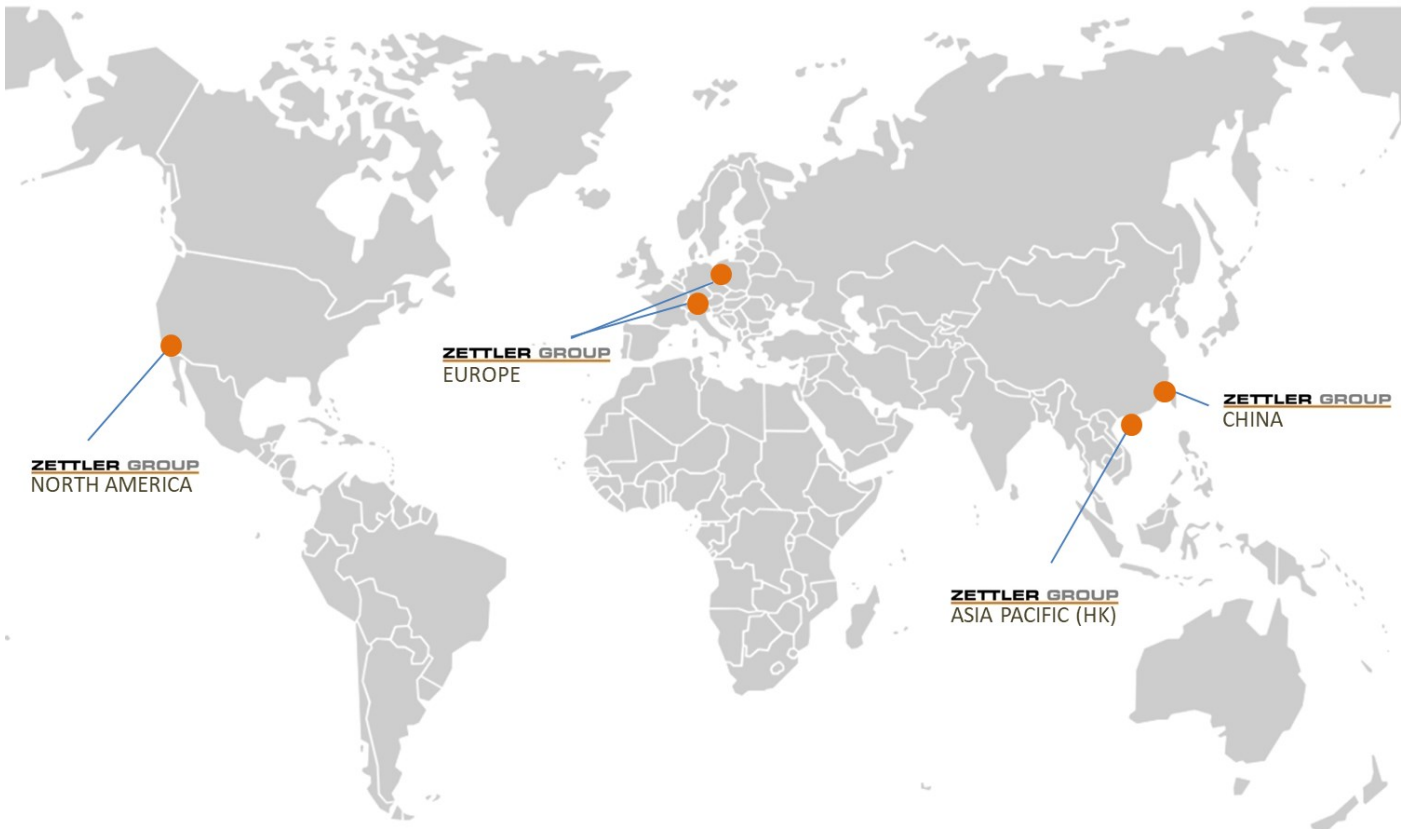 ZETTLER GROUP
EUROPE
ZETTLER GROUP
CHINA
ZETTLER GROUP
NORTH AMERICA
ZETTLER GROUP
ASIA PACIFIC (HK)